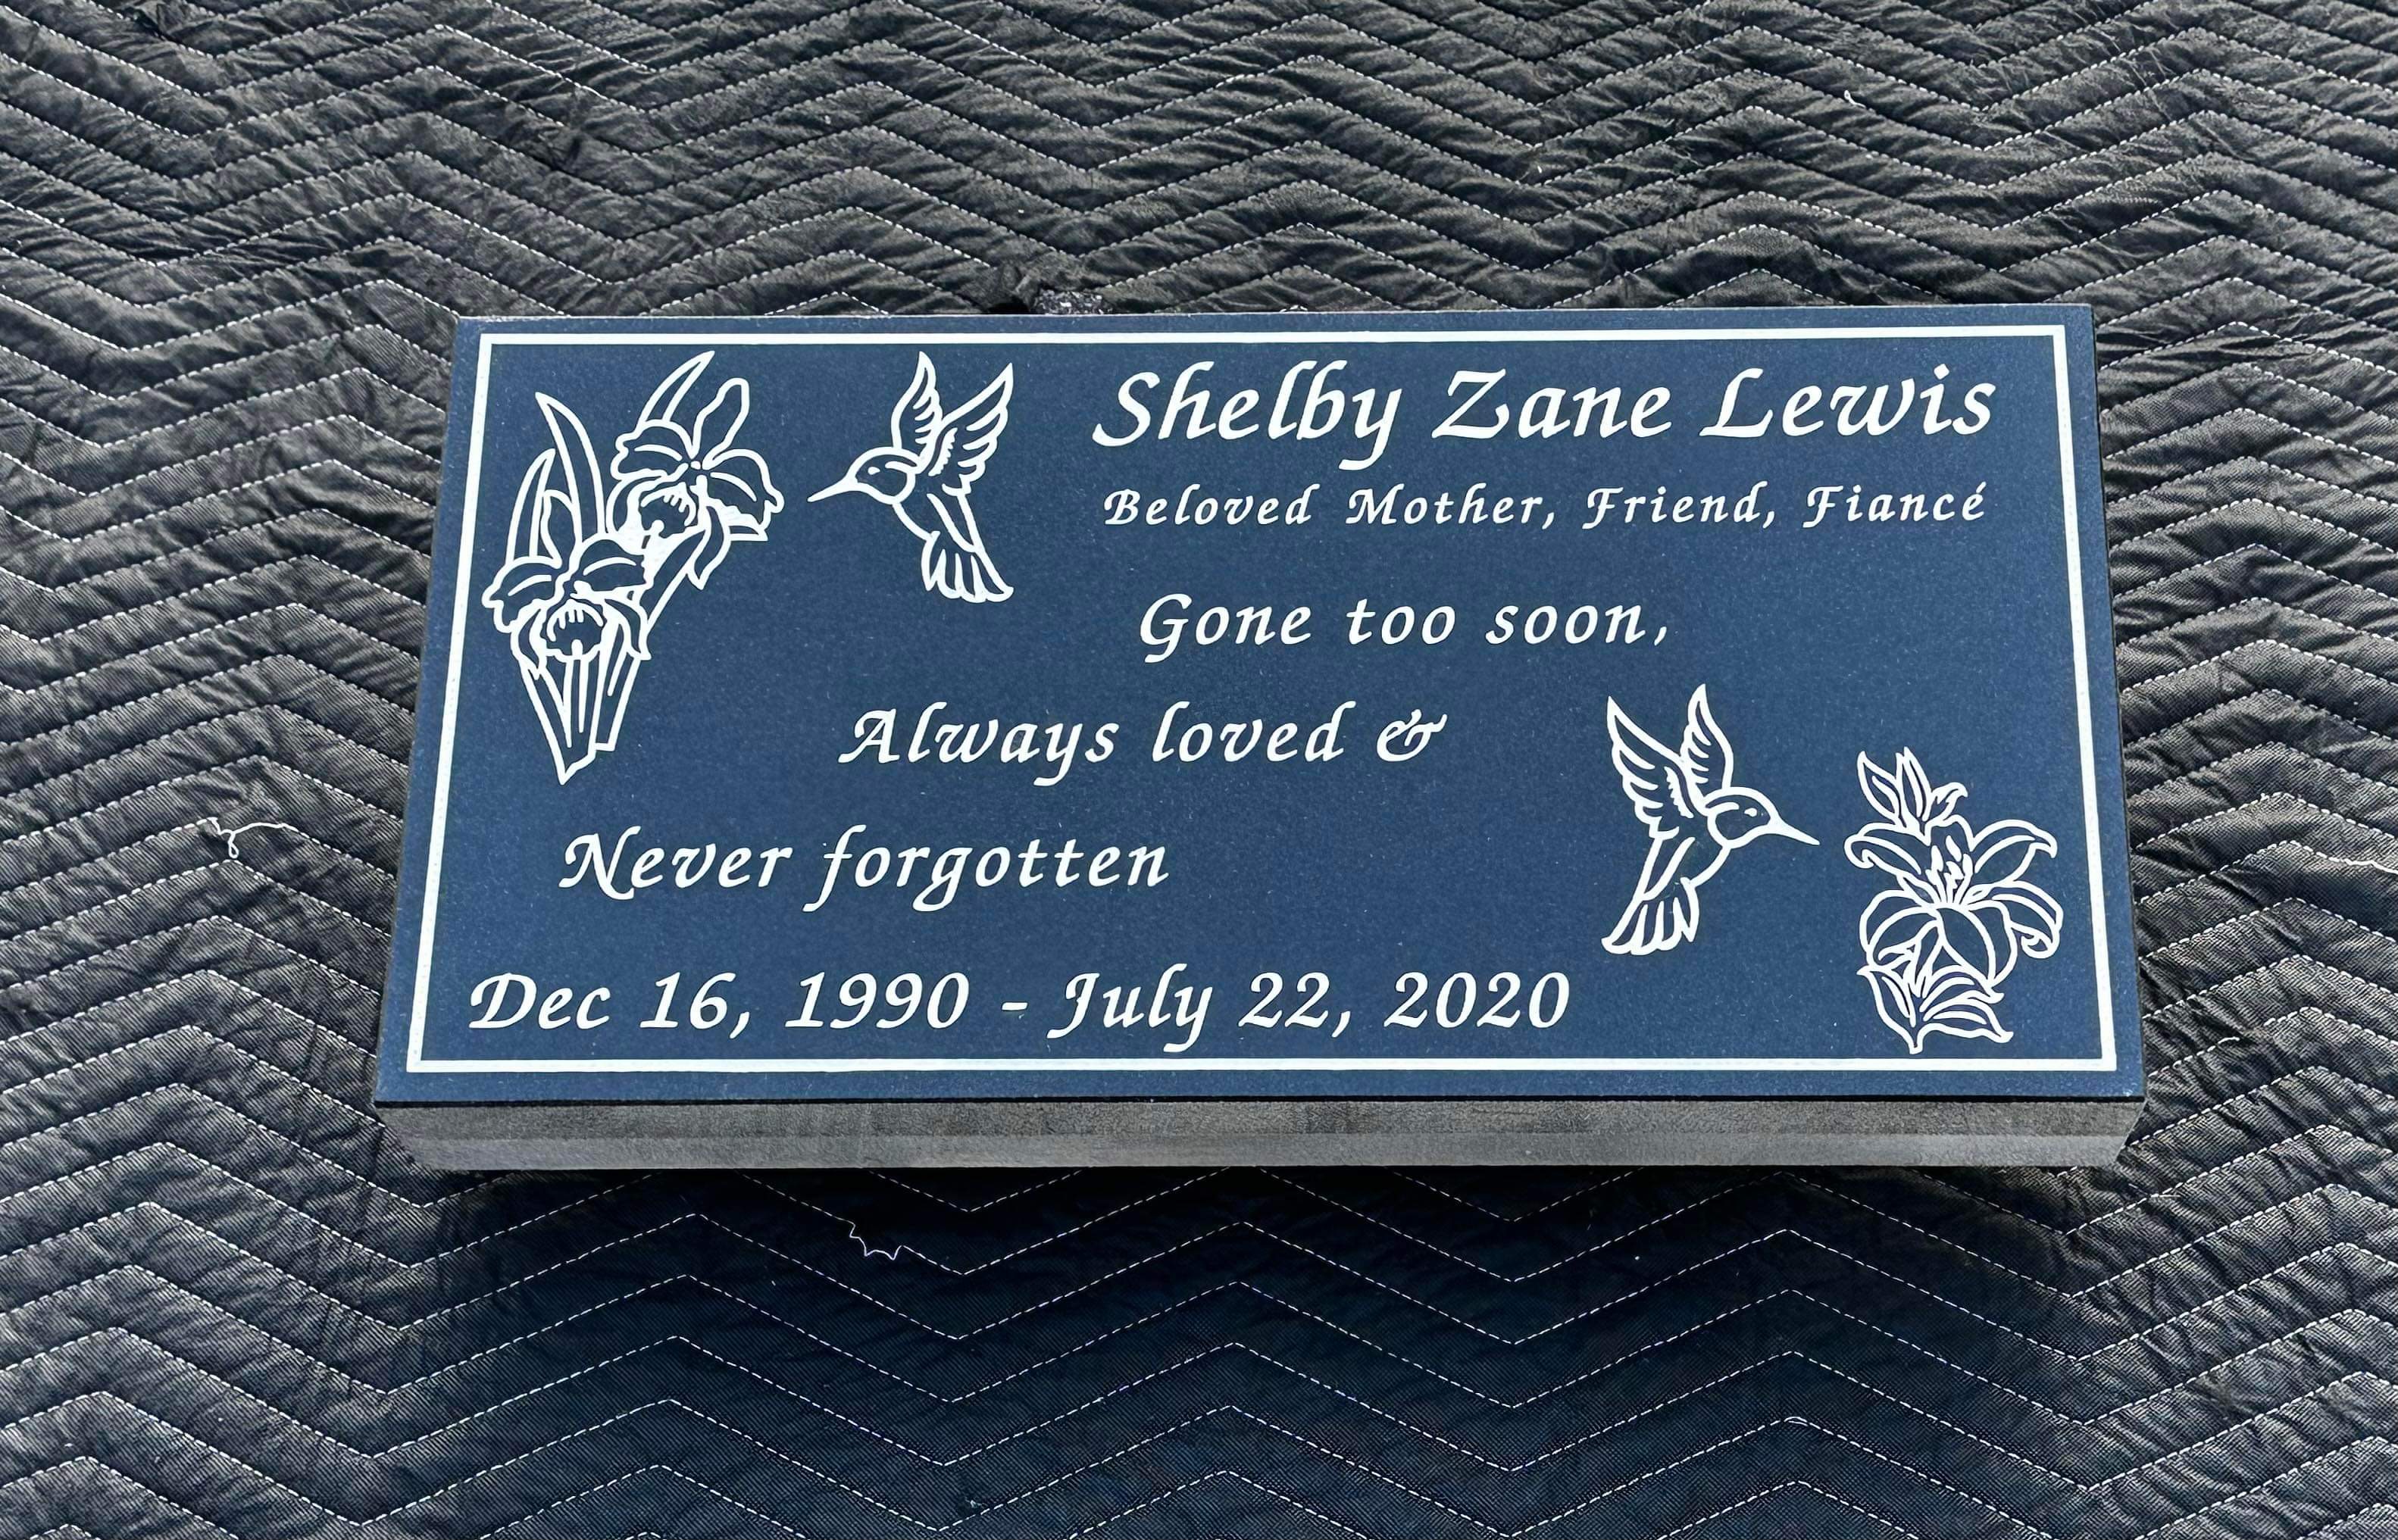 Shelby Zane Lewis
Beloved Mother, Friend, Fiancé
Gone too soon,
Always loved &
Never forgotten
Dec 16, 1990 - July 22, 2020